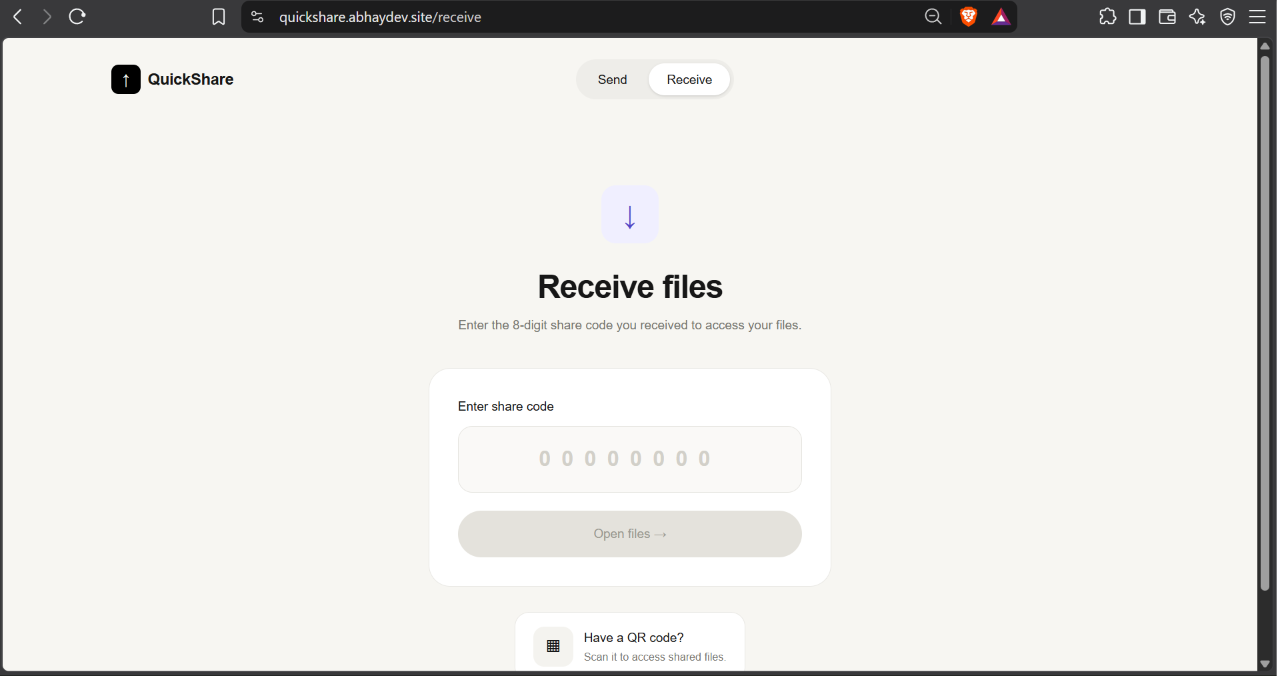 quickshare.abhaydev.site/receive
↑ QuickShare
Send
Receive
↓
Receive files
Enter the 8-digit share code you received to access your files.
Enter share code
0 0 0 0 0 0 0 0
Open files →
Have a QR code?
Scan it to access shared files.